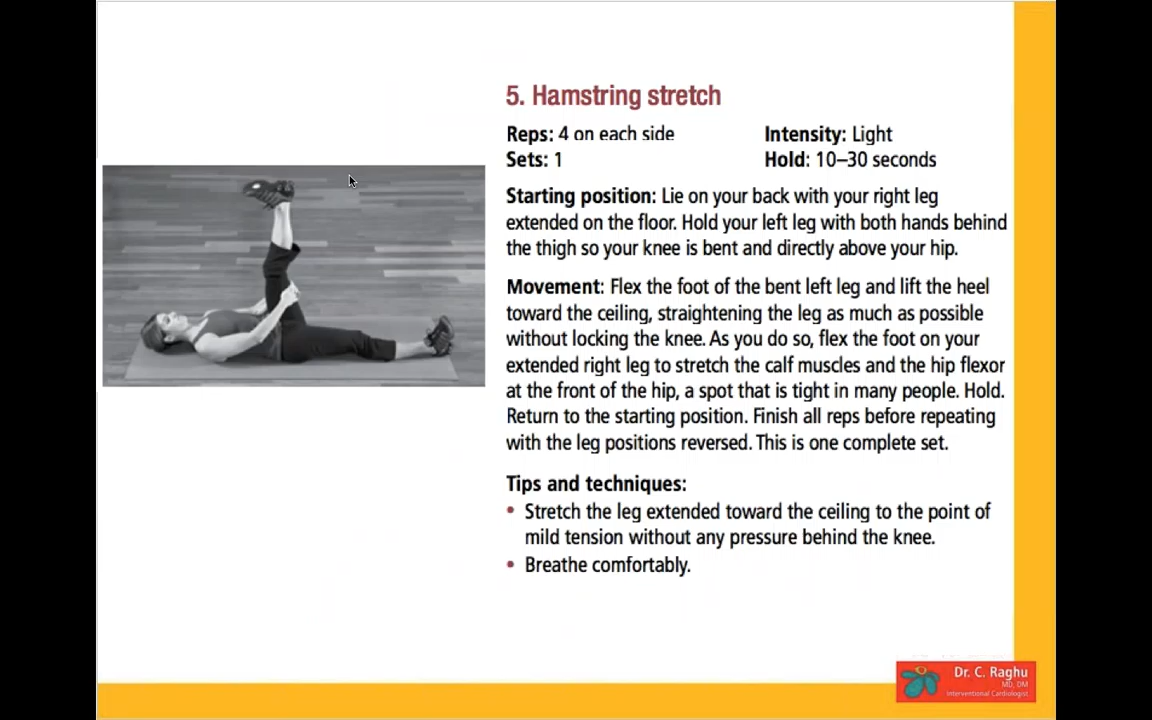 5. Hamstring stretch
Reps: 4 on each side
Intensity: Light
Sets: 1
Hold: 10–30 seconds
Starting position: Lie on your back with your right leg
extended on the floor. Hold your left leg with both hands behind
the thigh so your knee is bent and directly above your hip.
Movement: Flex the foot of the bent left leg and lift the heel
toward the ceiling, straightening the leg as much as possible
without locking the knee. As you do so, flex the foot on your
extended right leg to stretch the calf muscles and the hip flexor
at the front of the hip, a spot that is tight in many people. Hold.
Return to the starting position. Finish all reps before repeating
with the leg positions reversed. This is one complete set.
Tips and techniques:
• Stretch the leg extended toward the ceiling to the point of
mild tension without any pressure behind the knee.
• Breathe comfortably.
Dr. C. Raghu
MD, DM
Interventional Cardiologist